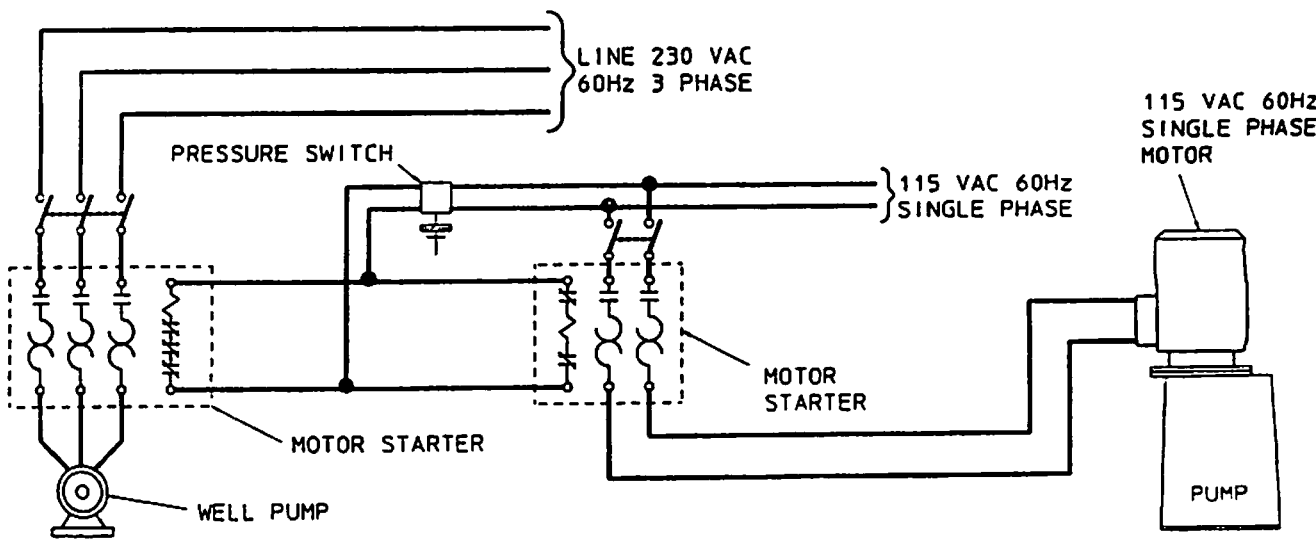 LINE 230 VAC
60Hz 3 PHASE
115 VAC 60Hz
SINGLE PHASE
MOTOR
PRESSURE SWITCH
115 VAC 60Hz
SINGLE PHASE
MOTOR
STARTER
MOTOR STARTER
WELL PUMP
PUMP